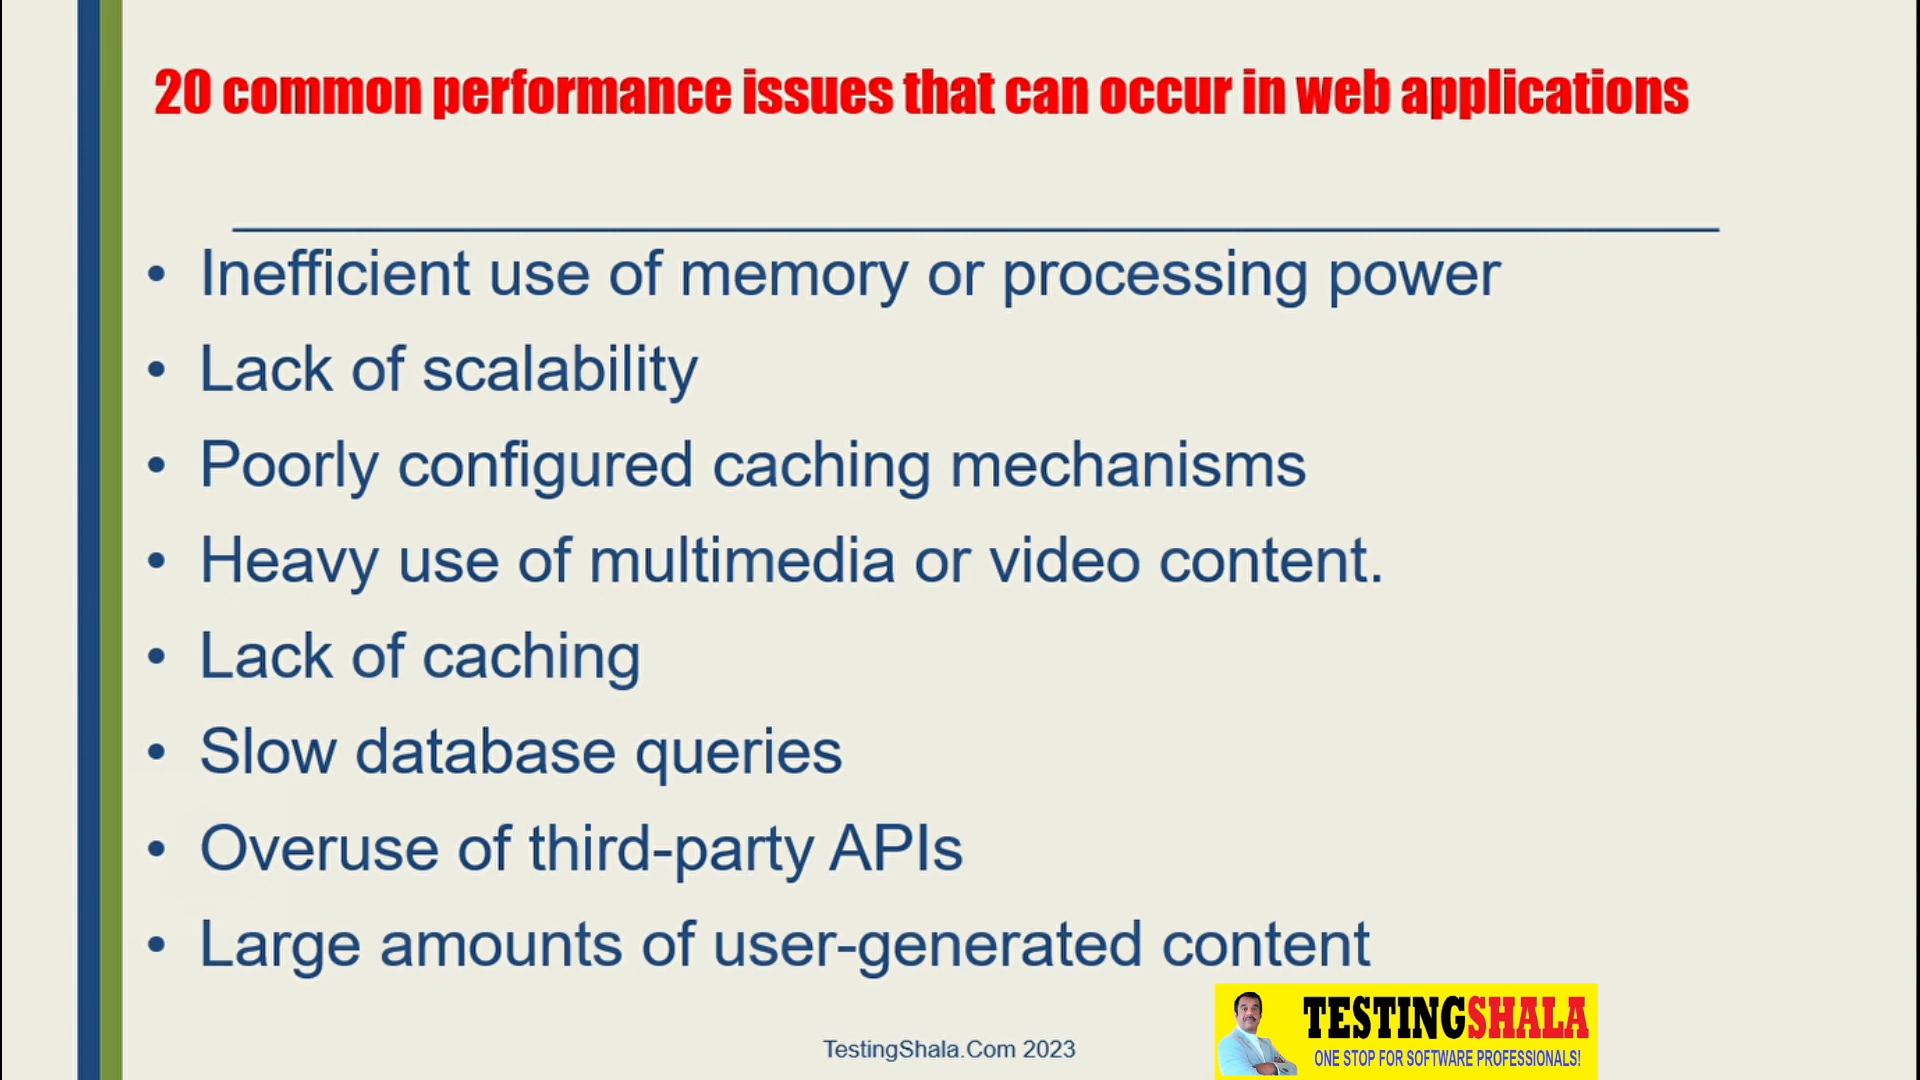 20 common performance issues that can occur in web applications
• Inefficient use of memory or processing power
• Lack of scalability
• Poorly configured caching mechanisms
• Heavy use of multimedia or video content.
• Lack of caching
• Slow database queries
• Overuse of third-party APIs
• Large amounts of user-generated content
TestingShala.Com 2023
TESTINGSHALA
ONE STOP FOR SOFTWARE PROFESSIONALS!